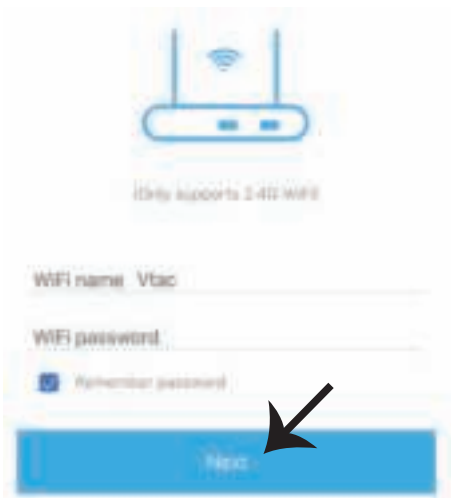 (Only supports 2.4G WiFi)
WiFi name Vtac
WiFi password
Remember password
Next